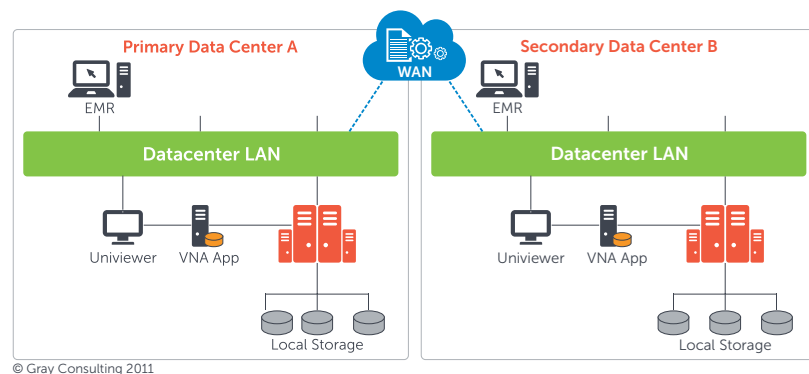 Primary Data Center A
WAN
Secondary Data Center B
EMR
EMR
Datacenter LAN
Datacenter LAN
Univiewer
VNA App
Univiewer
VNA App
Local Storage
Local Storage
© Gray Consulting 2011